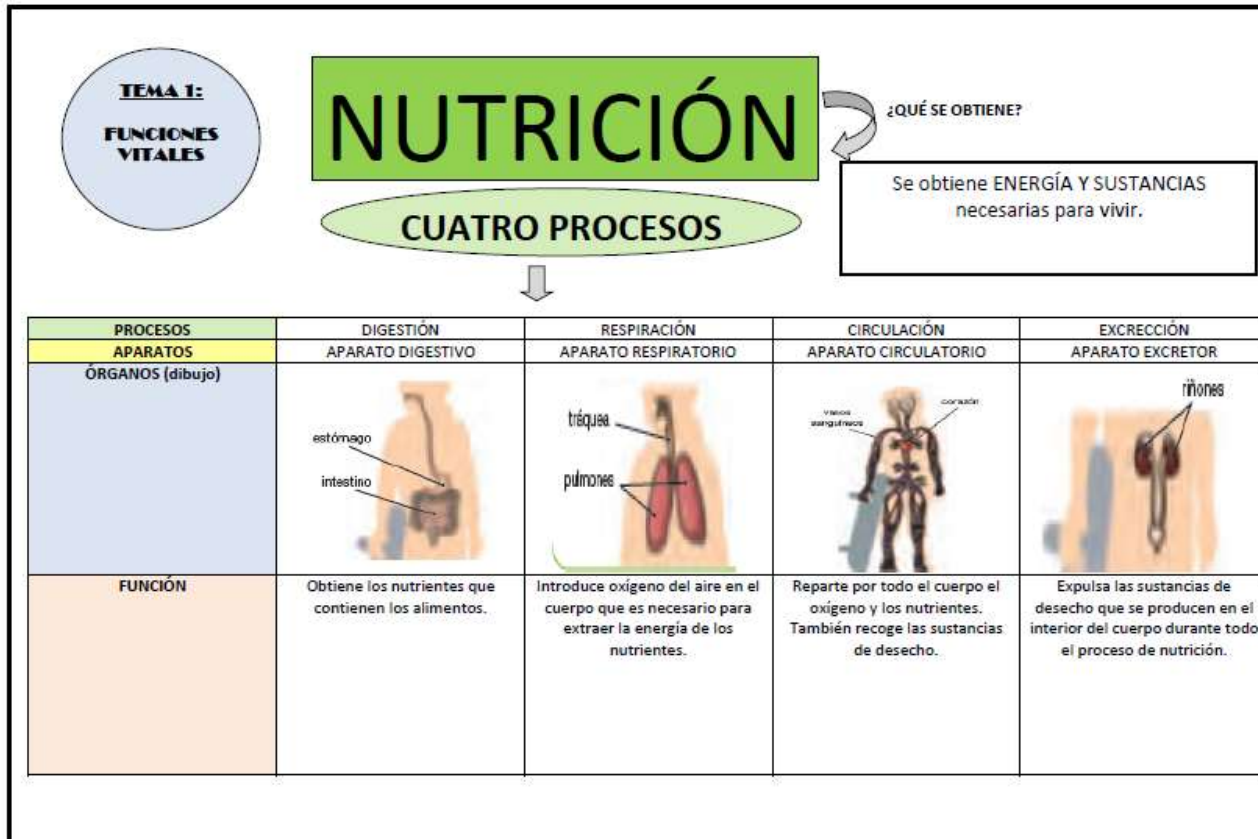 TEMA 1:
FUNCIONES
VITALES
NUTRICIÓN
¿QUÉ SE OBTIENE?
Se obtiene ENERGÍA Y SUSTANCIAS
necesarias para vivir.
CUATRO PROCESOS
PROCESOS DIGESTIÓN RESPIRACIÓN CIRCULACIÓN EXCRECCIÓN
APARATOS APARATO DIGESTIVO APARATO RESPIRATORIO APARATO CIRCULATORIO APARATO EXCRETOR
ÓRGANOS (dibujo)
estómago
intestino
tráquea
pulmones
vasos
sanguíneos
corazón
riñones
FUNCIÓN
Obtiene los nutrientes que
contienen los alimentos.
Introduce oxígeno del aire en el
cuerpo que es necesario para
extraer la energía de los
nutrientes.
Reparte por todo el cuerpo el
oxígeno y los nutrientes.
También recoge las sustancias
de desecho.
Expulsa las sustancias de
desecho que se producen en el
interior del cuerpo durante todo
el proceso de nutrición.